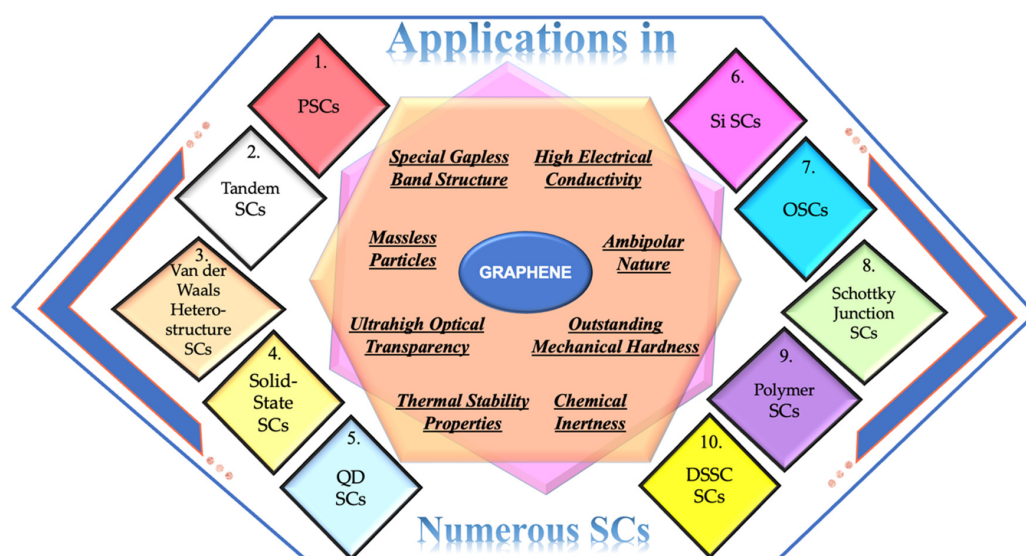 Applications in
1.
PSCs
2.
Tandem
SCs
3.
Van der
Waals
Hetero-
structure
SCs
4.
Solid-
State
SCs
5.
QD
SCs
Special Gapless
Band Structure
High Electrical
Conductivity
Massless
Particles
Ambipolar
Nature
GRAPHENE
Ultrahigh Optical
Transparency
Outstanding
Mechanical Hardness
Thermal Stability
Properties
Chemical
Inertness
6.
Si SCs
7.
OSCs
8.
Schottky
Junction
SCs
9.
Polymer
SCs
10.
DSSC
SCs
Numerous SCs